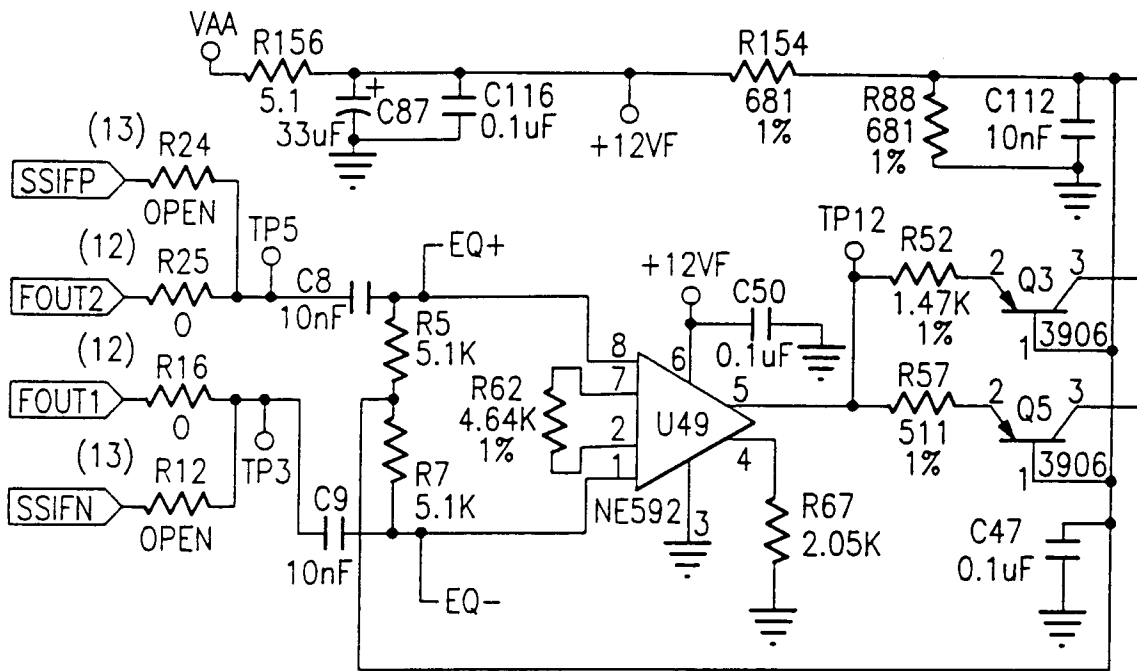 VAA
R156
5.1
+
C87
33uF
C116
0.1uF
+12VF
R154
681
1%
R88
681
1%
C112
10nF
(13)
R24
SSIFP
OPEN
(12)
R25
FOUT2
0
TP5
C8
10nF
EQ+
R5
5.1K
(12)
R16
FOUT1
0
(13)
R12
SSIFN
OPEN
TP3
C9
10nF
R7
5.1K
EQ-
R62
4.64K
1%
8
7
2
1
6
5
4
3
U49
NE592
+12VF
C50
0.1uF
R67
2.05K
TP12
R52
1.47K
1%
2
Q3
3
1
3906
R57
511
1%
2
Q5
3
1
3906
C47
0.1uF